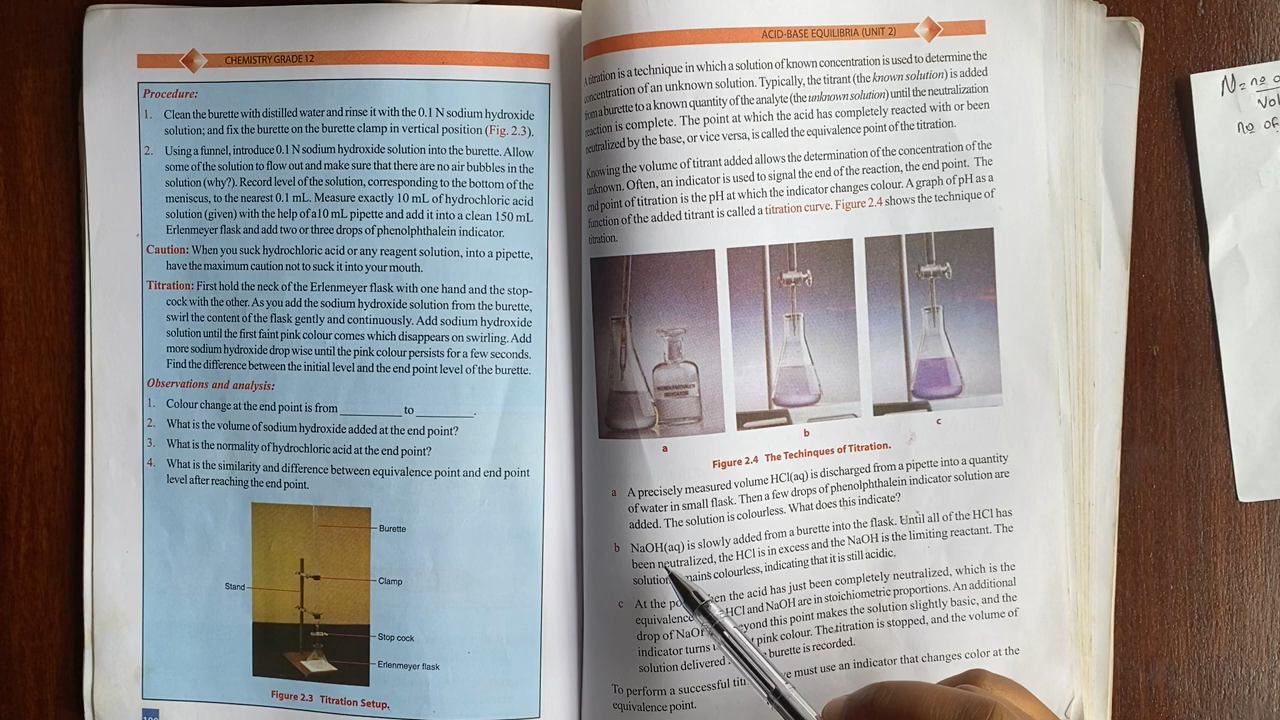 CHEMISTRY GRADE 12
Procedure:
1. Clean the burette with distilled water and rinse it with the 0.1 N sodium hydroxide
solution; and fix the burette on the burette clamp in vertical position (Fig. 2.3).
2. Using a funnel, introduce 0.1 N sodium hydroxide solution into the burette. Allow
some of the solution to flow out and make sure that there are no air bubbles in the
solution (why?). Record level of the solution, corresponding to the bottom of the
meniscus, to the nearest 0.1 mL. Measure exactly 10 mL of hydrochloric acid
solution (given) with the help of a10 mL pipette and add it into a clean 150 mL
Erlenmeyer flask and add two or three drops of phenolphthalein indicator.
Caution: When you suck hydrochloric acid or any reagent solution, into a pipette,
have the maximum caution not to suck it into your mouth.
Titration: First hold the neck of the Erlenmeyer flask with one hand and the stop-
cock with the other. As you add the sodium hydroxide solution from the burette,
swirl the content of the flask gently and continuously. Add sodium hydroxide
solution until the first faint pink colour comes which disappears on swirling. Add
more sodium hydroxide drop wise until the pink colour persists for a few seconds.
Find the difference between the initial level and the end point level of the burette.
Observations and analysis:
1. Colour change at the end point is from ____________ to ___________.
2. What is the volume of sodium hydroxide added at the end point?
3. What is the normality of hydrochloric acid at the end point?
4. What is the similarity and difference between equivalence point and end point
level after reaching the end point.
Burette
Clamp
Stand
Stop cock
Erlenmeyer flask
Figure 2.3 Titration Setup.
ACID-BASE EQUILIBRIA (UNIT 2)
A titration is a technique in which a solution of known concentration is used to determine the
concentration of an unknown solution. Typically, the titrant (the known solution) is added
from a burette to a known quantity of the analyte (the unknown solution) until the neutralization
reaction is complete. The point at which the acid has completely reacted with or been
neutralized by the base, or vice versa, is called the equivalence point of the titration.
Knowing the volume of titrant added allows the determination of the concentration of the
unknown. Often, an indicator is used to signal the end of the reaction, the end point. The
end point of titration is the pH at which the indicator changes colour. A graph of pH as a
function of the added titrant is called a titration curve. Figure 2.4 shows the technique of
titration.
a
b
c
Figure 2.4 The Techinques of Titration.
a A precisely measured volume HCl(aq) is discharged from a pipette into a quantity
of water in small flask. Then a few drops of phenolphthalein indicator solution are
added. The solution is colourless. What does this indicate?
b NaOH(aq) is slowly added from a burette into the flask. Until all of the HCl has
been neutralized, the HCl is in excess and the NaOH is the limiting reactant. The
solution mains colourless, indicating that it is still acidic.
c At the po en the acid has just been completely neutralized, which is the
equivalence HCl and NaOH are in stoichiometric proportions. An additional
drop of NaO yond this point makes the solution slightly basic, and the
indicator turns pink colour. The titration is stopped, and the volume of
solution delivered burette is recorded.
To perform a successful tit e must use an indicator that changes color at the
equivalence point.
N = no o
Vol
no of